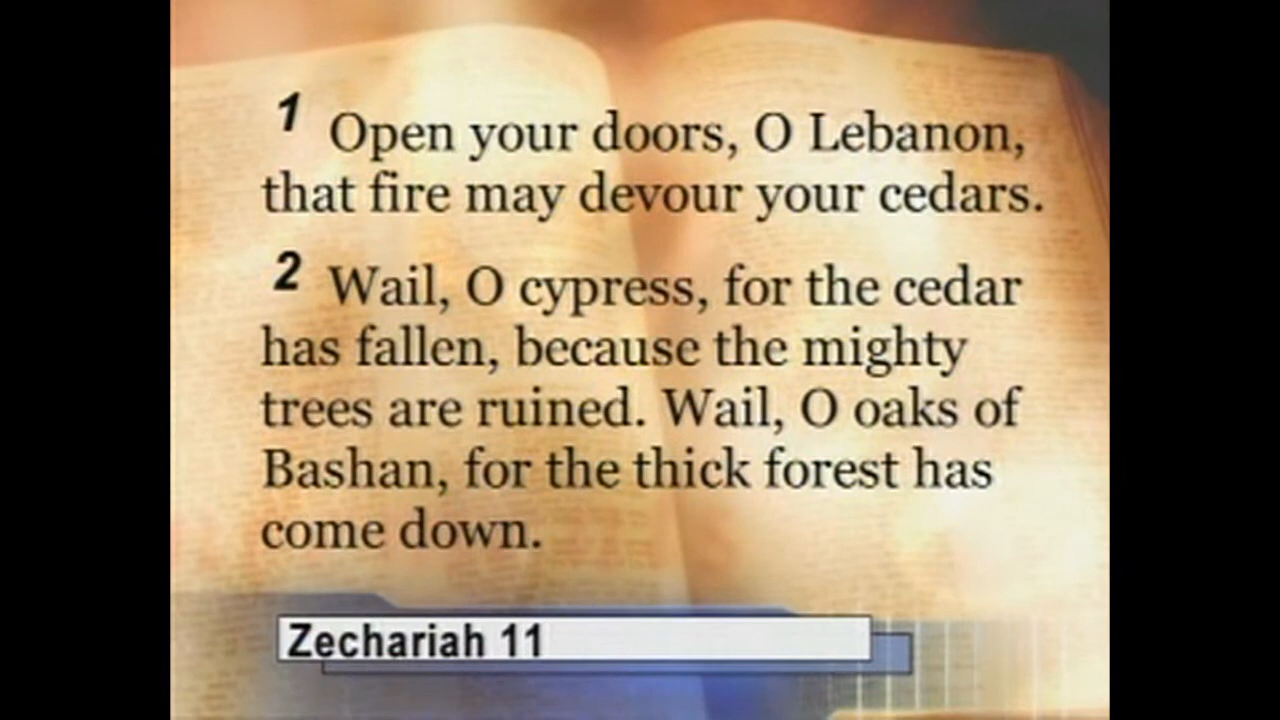 1 Open your doors, O Lebanon,
that fire may devour your cedars.
2 Wail, O cypress, for the cedar
has fallen, because the mighty
trees are ruined. Wail, O oaks of
Bashan, for the thick forest has
come down.
Zechariah 11